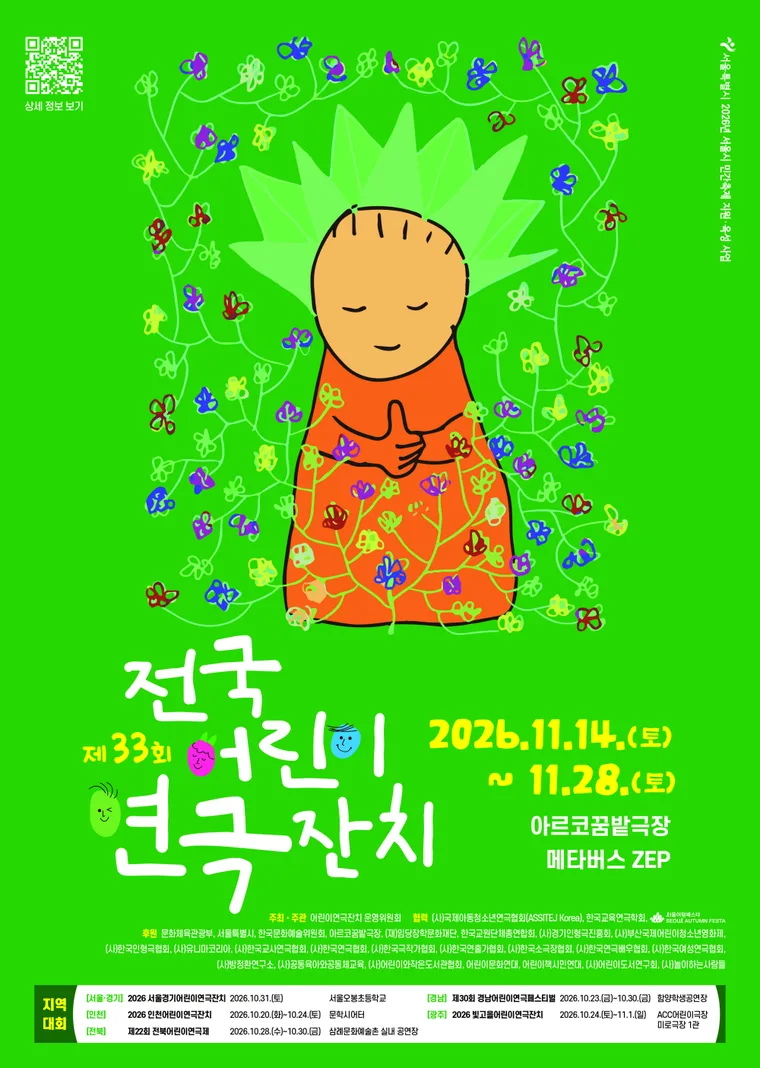 상세 정보 보기
서울특별시 2026년 서울시 민간축제 지원·육성 사업
제33회
전국
어린이
연극잔치
2026.11.14.(토)
~ 11.28.(토)
아르코꿈밭극장
메타버스 ZEP
주최·주관 어린이연극잔치 운영위원회 협력 (사)국제아동청소년연극협회(ASSITEJ Korea), 한국교육연극학회, 서울어텀페스타 SEOUL AUTUMN FESTA
후원 문화체육관광부, 서울특별시, 한국문화예술위원회, 아르코꿈밭극장, (재)임당장학문화재단, 한국교원단체총연합회, (사)경기인형극진흥회, (사)부산국제어린이청소년영화제,
(사)한국인형극협회, (사)유니마코리아, (사)한국교사연극협회, (사)한국연극협회, (사)한국극작가협회, (사)한국연출가협회, (사)한국소극장협회, (사)한국연극배우협회, (사)한국여성연극협회,
(사)방정환연구소, (사)공동육아와공동체교육, (사)어린이와작은도서관협회, 어린이문화연대, 어린이책시민연대, (사)어린이도서연구회, (사)놀이하는사람들
지역
대회
[서울·경기] 2026 서울경기어린이연극잔치 2026.10.31.(토) 서울오봉초등학교
[인천] 2026 인천어린이연극잔치 2026.10.20.(화)~10.24.(토) 문학시어터
[전북] 제22회 전북어린이연극제 2026.10.28.(수)~10.30.(금) 삼례문화예술촌 실내 공연장
[경남] 제30회 경남어린이연극페스티벌 2026.10.23.(금)~10.30.(금) 함양학생공연장
[광주] 2026 빛고을어린이연극잔치 2026.10.24.(토)~11.1.(일) ACC어린이극장
미로극장 1관